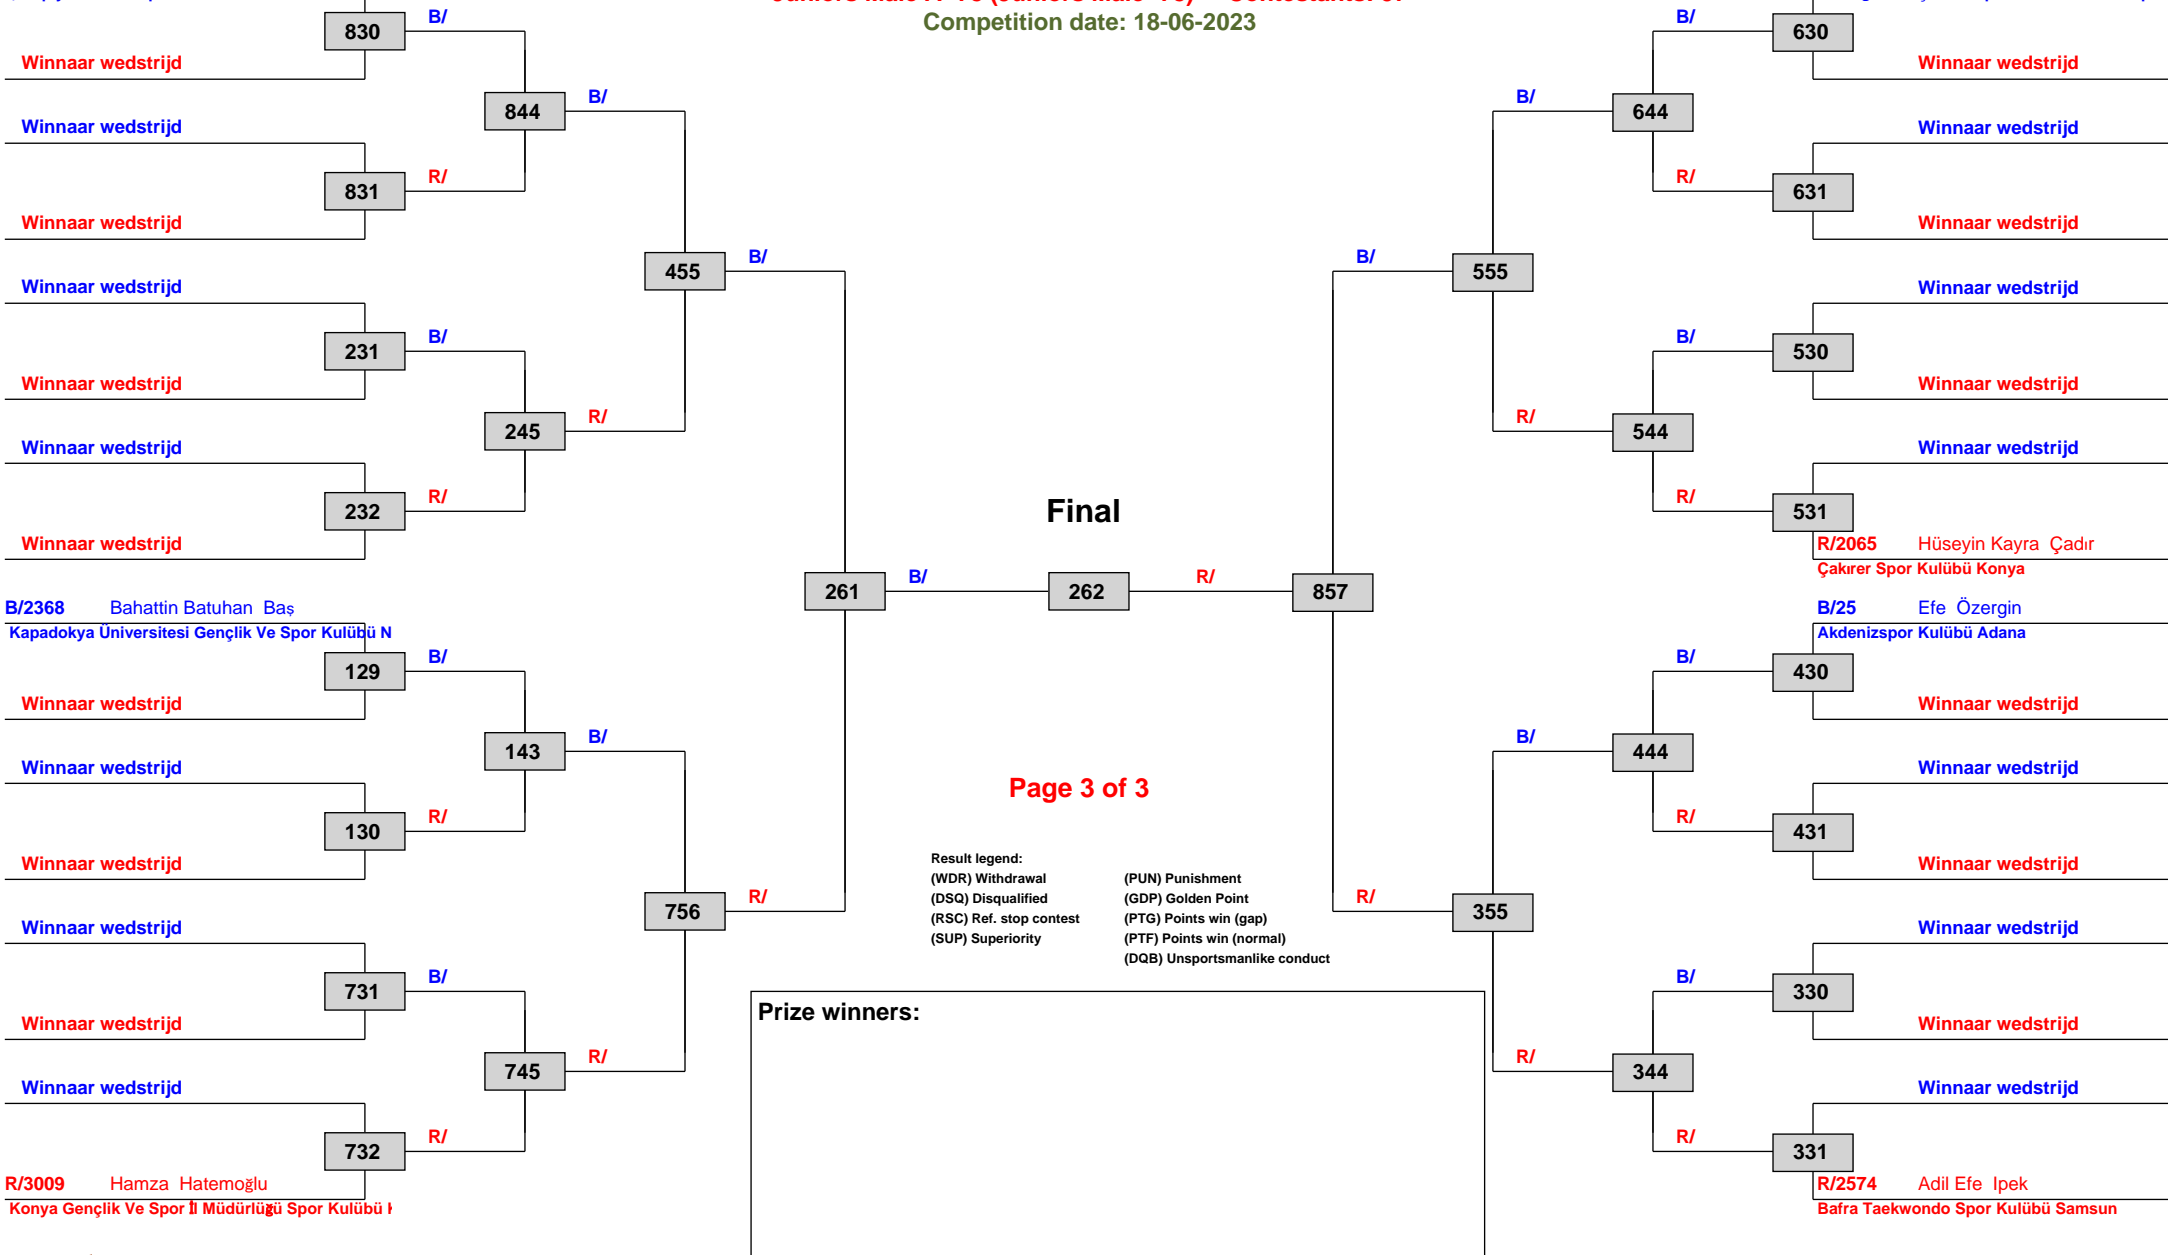 Competition date: 18-06-2023
830
B/
Winnaar wedstrijd
844
B/
Winnaar wedstrijd
831
R/
Winnaar wedstrijd
455
B/
Winnaar wedstrijd
231
B/
Winnaar wedstrijd
245
R/
Winnaar wedstrijd
232
R/
Winnaar wedstrijd
261
B/
B/2368 Bahattin Batuhan Baş
Kapadokya Üniversitesi Gençlik Ve Spor Kulübü N
129
B/
Winnaar wedstrijd
143
B/
Winnaar wedstrijd
130
R/
Winnaar wedstrijd
756
R/
Winnaar wedstrijd
731
B/
Winnaar wedstrijd
745
R/
Winnaar wedstrijd
732
R/
R/3009 Hamza Hatemoğlu
Konya Gençlik Ve Spor İl Müdürlüğü Spor Kulübü
Final
262
R/
857
Page 3 of 3
Result legend:
(WDR) Withdrawal
(DSQ) Disqualified
(RSC) Ref. stop contest
(SUP) Superiority
(PUN) Punishment
(GDP) Golden Point
(PTG) Points win (gap)
(PTF) Points win (normal)
(DQB) Unsportsmanlike conduct
Prize winners:
B/
630
Winnaar wedstrijd
B/
644
Winnaar wedstrijd
R/
631
Winnaar wedstrijd
B/
555
Winnaar wedstrijd
B/
530
Winnaar wedstrijd
R/
544
Winnaar wedstrijd
R/
531
R/2065 Hüseyin Kayra Çadır
Çakırer Spor Kulübü Konya
B/25 Efe Özergin
Akdenizspor Kulübü Adana
B/
430
Winnaar wedstrijd
B/
444
Winnaar wedstrijd
R/
431
Winnaar wedstrijd
R/
355
Winnaar wedstrijd
B/
330
Winnaar wedstrijd
R/
344
Winnaar wedstrijd
R/
331
R/2574 Adil Efe Ipek
Bafra Taekwondo Spor Kulübü Samsun